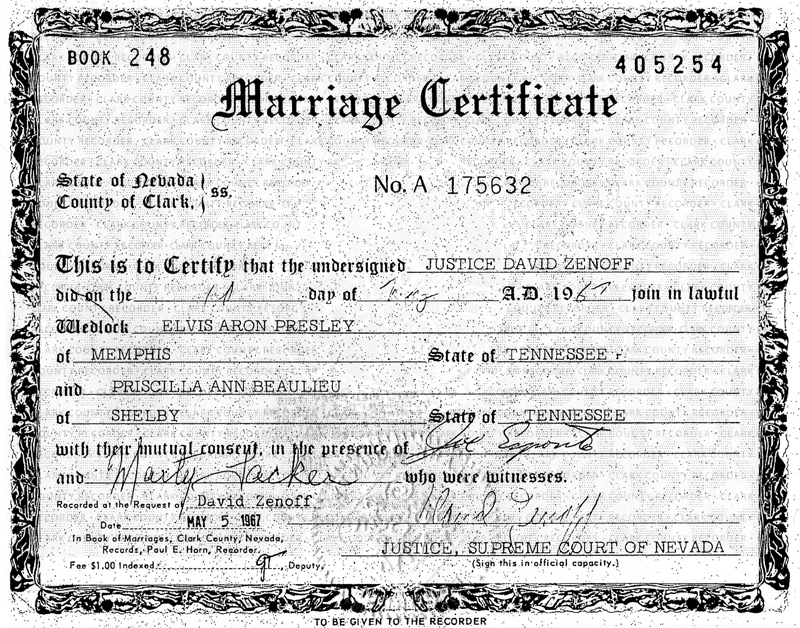 BOOK 248
405254
Marriage Certificate
State of Nevada
County of Clark,
ss.
No. A 175632
This is to Certify that the undersigned JUSTICE DAVID ZENOFF
did on the 1st day of May A.D. 1967 join in lawful
Wedlock ELVIS ARON PRESLEY
of MEMPHIS State of TENNESSEE
and PRISCILLA ANN BEAULIEU
of SHELBY State of TENNESSEE
with their mutual consent, in the presence of Joe Esposito
and Marty Lacker who were witnesses.
Recorded at the Request of David Zenoff
Date MAY 5 1967
In Book of Marriages, Clark County, Nevada,
Records, Paul E. Horn, Recorder.
Fee $1.00 Indexed Deputy.
David Zenoff
JUSTICE, SUPREME COURT OF NEVADA
(Sign this in official capacity.)
TO BE GIVEN TO THE RECORDER